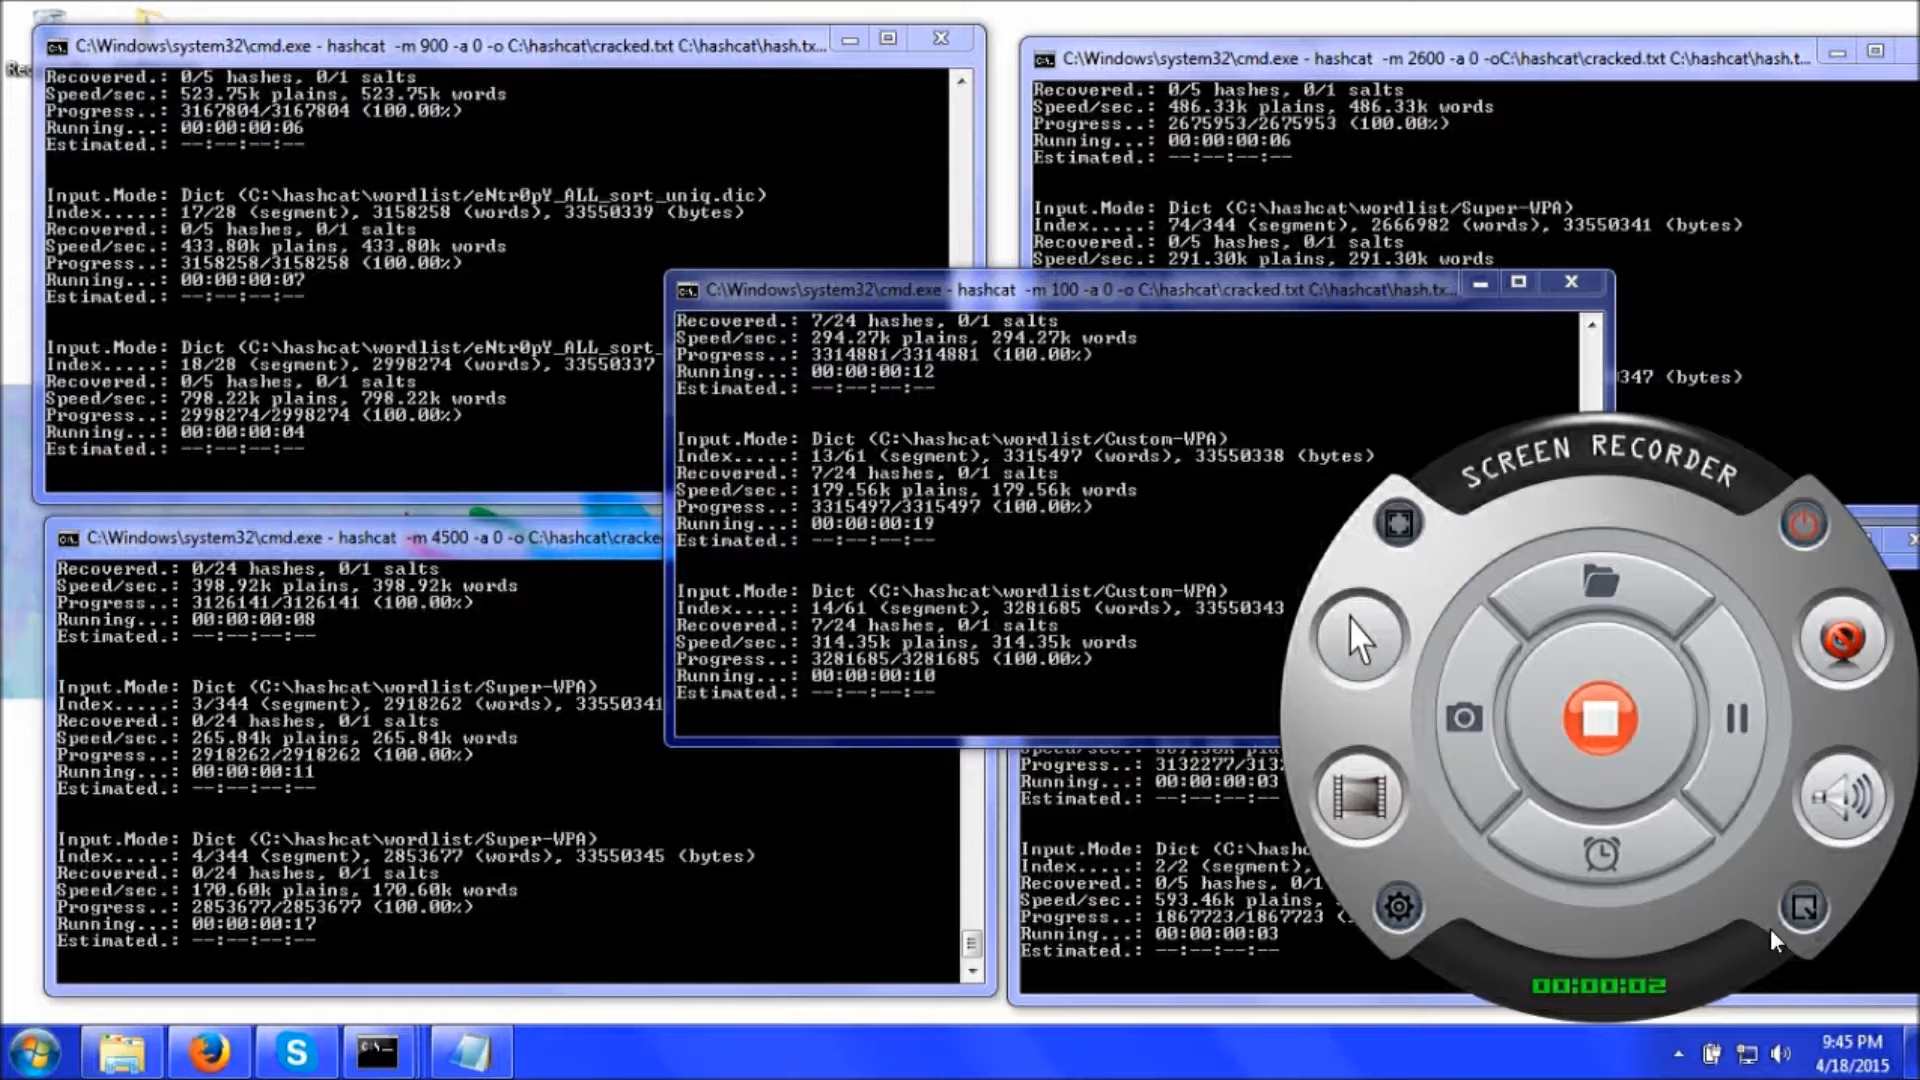 C:\Windows\system32\cmd.exe - hashcat -m 900 -a 0 -o C:\hashcat\cracked.txt C:\hashcat\hash.tx...
Recovered.: 0/5 hashes, 0/1 salts
Speed/sec.: 523.75k plains, 523.75k words
Progress..: 3167804/3167804 (100.00%)
Running...: 00:00:00:06
Estimated.: --:--:--:--
Input.Mode: Dict (C:\hashcat\wordlist/eNtr0pY_ALL_sort_uniq.dic)
Index.....: 17/28 (segment), 3158258 (words), 33550339 (bytes)
Recovered.: 0/5 hashes, 0/1 salts
Speed/sec.: 433.80k plains, 433.80k words
Progress..: 3158258/3158258 (100.00%)
Running...: 00:00:00:07
Estimated.: --:--:--:--
Input.Mode: Dict (C:\hashcat\wordlist/eNtr0pY_ALL_sort_
Index.....: 18/28 (segment), 2998274 (words), 33550337
Recovered.: 0/5 hashes, 0/1 salts
Speed/sec.: 798.22k plains, 798.22k words
Progress..: 2998274/2998274 (100.00%)
Running...: 00:00:00:04
Estimated.: --:--:--:--
C:\Windows\system32\cmd.exe - hashcat -m 2600 -a 0 -oC:\hashcat\cracked.txt C:\hashcat\hash.t...
Recovered.: 0/5 hashes, 0/1 salts
Speed/sec.: 486.33k plains, 486.33k words
Progress..: 2675953/2675953 (100.00%)
Running...: 00:00:00:06
Estimated.: --:--:--:--
Input.Mode: Dict (C:\hashcat\wordlist/Super-WPA)
Index.....: 74/344 (segment), 2666982 (words), 33550341 (bytes)
Recovered.: 0/5 hashes, 0/1 salts
Speed/sec.: 291.30k plains, 291.30k words
347 (bytes)
C:\Windows\system32\cmd.exe - hashcat -m 100 -a 0 -o C:\hashcat\cracked.txt C:\hashcat\hash.tx...
Recovered.: 7/24 hashes, 0/1 salts
Speed/sec.: 294.27k plains, 294.27k words
Progress..: 3314881/3314881 (100.00%)
Running...: 00:00:00:12
Estimated.: --:--:--:--
Input.Mode: Dict (C:\hashcat\wordlist/Custom-WPA)
Index.....: 13/61 (segment), 3315497 (words), 33550338 (bytes)
Recovered.: 7/24 hashes, 0/1 salts
Speed/sec.: 179.56k plains, 179.56k words
Progress..: 3315497/3315497 (100.00%)
Running...: 00:00:00:19
Estimated.: --:--:--:--
Input.Mode: Dict (C:\hashcat\wordlist/Custom-WPA)
Index.....: 14/61 (segment), 3281685 (words), 33550343
Recovered.: 7/24 hashes, 0/1 salts
Speed/sec.: 314.35k plains, 314.35k words
Progress..: 3281685/3281685 (100.00%)
Running...: 00:00:00:10
Estimated.: --:--:--:--
C:\Windows\system32\cmd.exe - hashcat -m 4500 -a 0 -o C:\hashcat\cracke
Recovered.: 0/24 hashes, 0/1 salts
Speed/sec.: 398.92k plains, 398.92k words
Progress..: 3126141/3126141 (100.00%)
Running...: 00:00:00:08
Estimated.: --:--:--:--
Input.Mode: Dict (C:\hashcat\wordlist/Super-WPA)
Index.....: 3/344 (segment), 2918262 (words), 33550341
Recovered.: 0/24 hashes, 0/1 salts
Speed/sec.: 265.84k plains, 265.84k words
Progress..: 2918262/2918262 (100.00%)
Running...: 00:00:00:11
Estimated.: --:--:--:--
Input.Mode: Dict (C:\hashcat\wordlist/Super-WPA)
Index.....: 4/344 (segment), 2853677 (words), 33550345 (bytes)
Recovered.: 0/24 hashes, 0/1 salts
Speed/sec.: 170.60k plains, 170.60k words
Progress..: 2853677/2853677 (100.00%)
Running...: 00:00:00:17
Estimated.: --:--:--:--
Progress..: 3132277/3132
Running...: 00:00:00:03
Estimated.: --:--:--:--
Input.Mode: Dict (C:\hashc
Index.....: 2/2 (segment),
Recovered.: 0/5 hashes, 0/1
Speed/sec.: 593.46k plains,
Progress..: 1867723/1867723 (
Running...: 00:00:00:03
Estimated.: --:--:--:--
SCREEN RECORDER
00:00:02
9:45 PM
4/18/2015